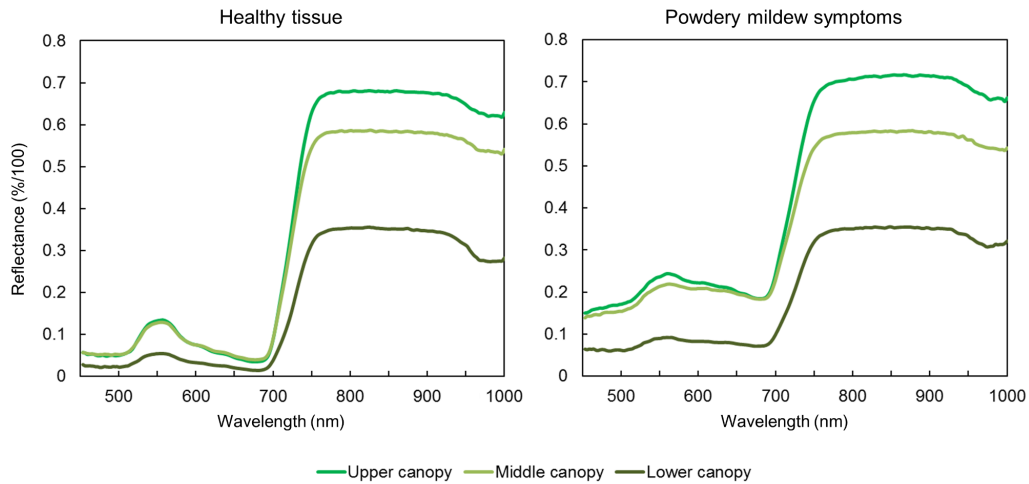 Healthy tissue
Powdery mildew symptoms
Reflectance (%/100)
0.8
0.7
0.6
0.5
0.4
0.3
0.2
0.1
0
500 600 700 800 900 1000
Wavelength (nm)
0.8
0.7
0.6
0.5
0.4
0.3
0.2
0.1
0
500 600 700 800 900 1000
Wavelength (nm)
Upper canopy Middle canopy Lower canopy